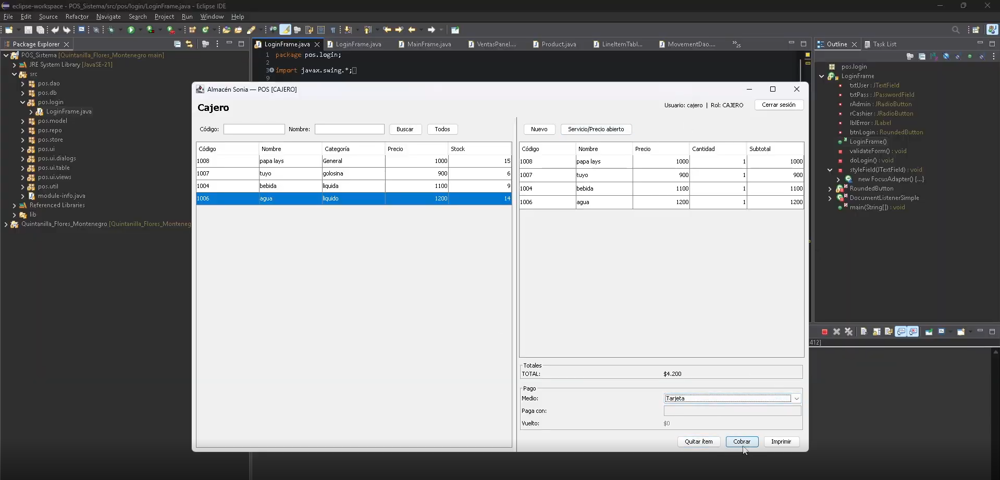 eclipse-workspace - POS_Sistema/src/pos/login/LoginFrame.java - Eclipse IDE
File Edit Source Refactor Navigate Search Project Run Window Help
Package Explorer
POS_Sistema [Quintanilla_Flores_Montenegro main]
JRE System Library [JavaSE-21]
src
pos.dao
pos.db
pos.login
LoginFrame.java
pos.model
pos.repo
pos.store
pos.ui
pos.ui.dialogs
pos.ui.table
pos.ui.views
pos.util
module-info.java
Referenced Libraries
lib
Quintanilla_Flores_Montenegro [Quintanilla_Flores_Monteneg
LoginFrame.java LoginFrame.java MainFrame.java VentasPanel.... Product.java LineItemTabl... MovementDao.... »25
1 package pos.login;
2
3 import javax.swing.*;
9
Almacén Sonia — POS [CAJERO]
Cajero
Usuario: cajero | Rol: CAJERO Cerrar sesión
Código: Nombre: Buscar Todos
Código Nombre Categoría Precio Stock
1008 papa lays General 1000 15
1007 tuyo golosina 900 6
1004 bebida liquida 1100 9
1006 agua liquido 1200 14
Nuevo Servicio/Precio abierto
Código Nombre Precio Cantidad Subtotal
1008 papa lays 1000 1 1000
1007 tuyo 900 1 900
1004 bebida 1100 1 1100
1006 agua 1200 1 1200
Totales
TOTAL: $4.200
Pago
Medio: Tarjeta
Paga con:
Vuelto: $0
Quitar ítem Cobrar Imprimir
Outline Task List
pos.login
LoginFrame
txtUser : JTextField
txtPass : JPasswordField
rAdmin : JRadioButton
rCashier : JRadioButton
lblError : JLabel
btnLogin : RoundedButton
LoginFrame()
validateForm() : void
doLogin() : void
styleField(JTextField) : void
new FocusAdapter() {...}
RoundedButton
DocumentListenerSimple
main(String[]) : void
412]